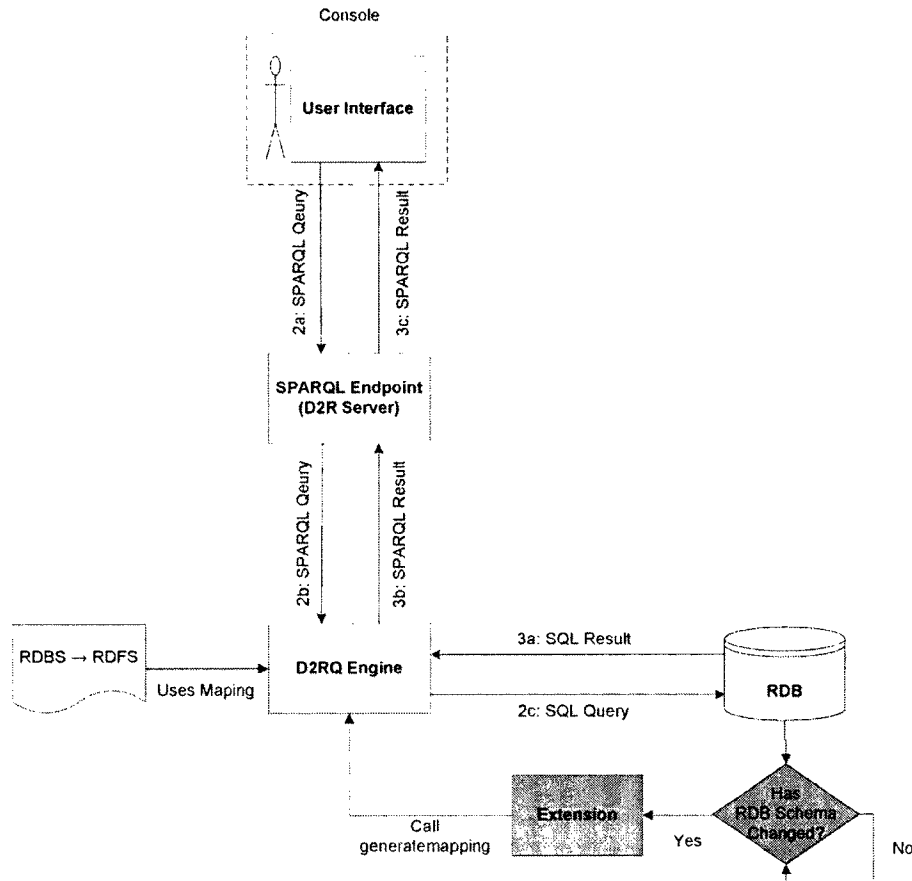 Console
User Interface
2a: SPARQL Qeury
3c: SPARQL Result
SPARQL Endpoint
(D2R Server)
2b: SPARQL Qeury
3b: SPARQL Result
RDBS → RDFS
Uses Maping
D2RQ Engine
3a: SQL Result
2c: SQL Query
RDB
Has
RDB Schema
Changed?
Yes
No
Extension
Call
generatemapping